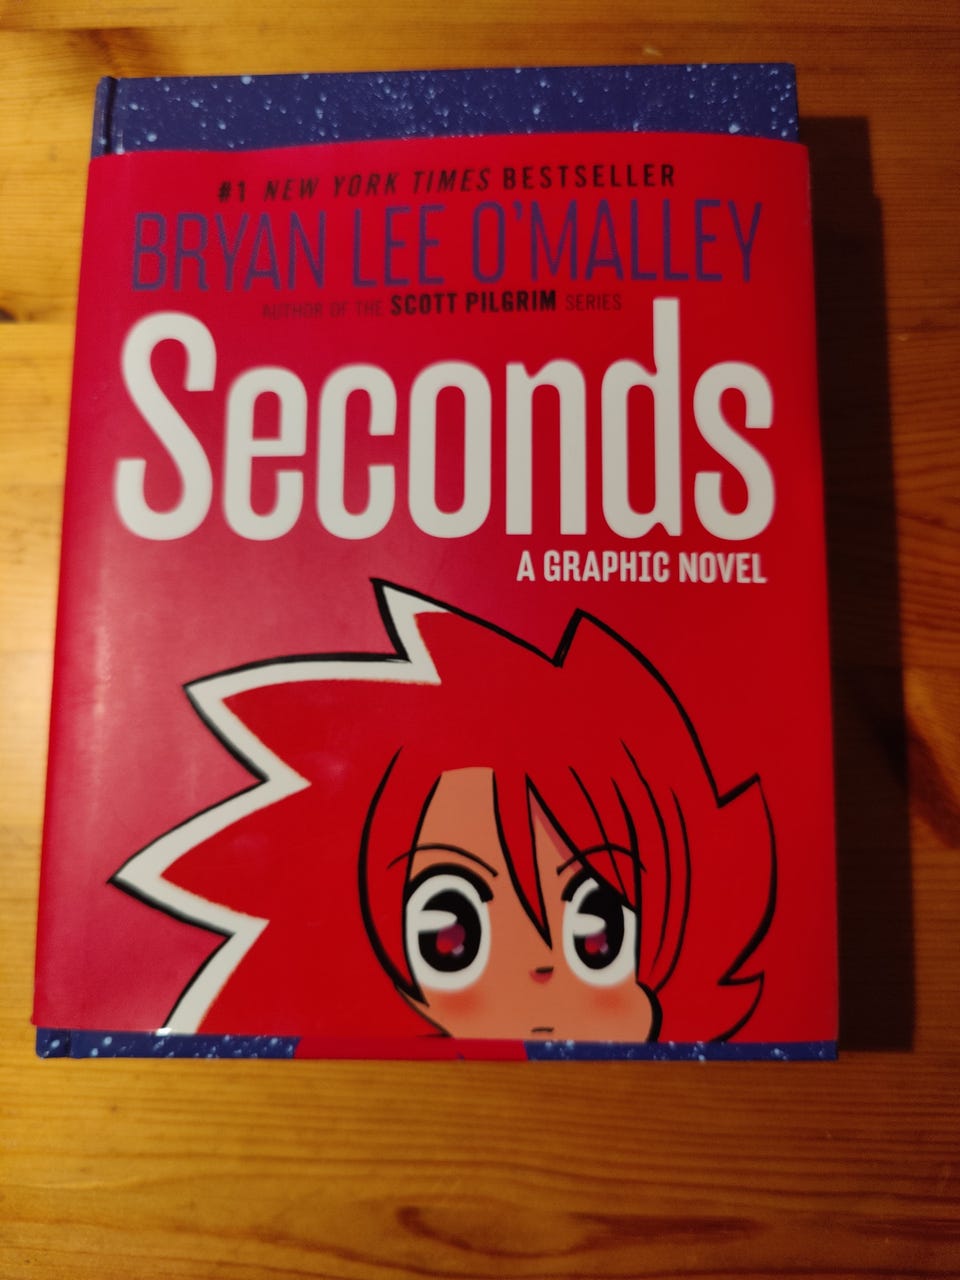 #1 NEW YORK TIMES BESTSELLER
BRYAN LEE O'MALLEY
AUTHOR OF THE SCOTT PILGRIM SERIES
Seconds
A GRAPHIC NOVEL